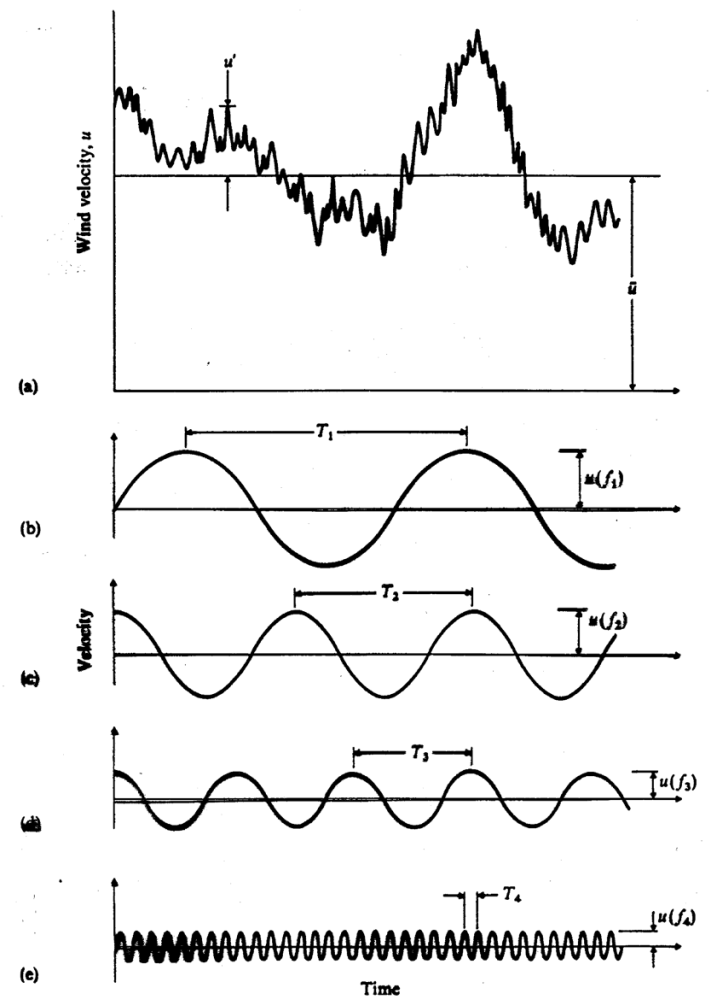 u'
Wind velocity, u
ū
(a)
T₁
u(f₁)
(b)
T₂
u(f₂)
Velocity
(c)
T₃
u(f₃)
(d)
T₄
u(f₄)
(e)
Time